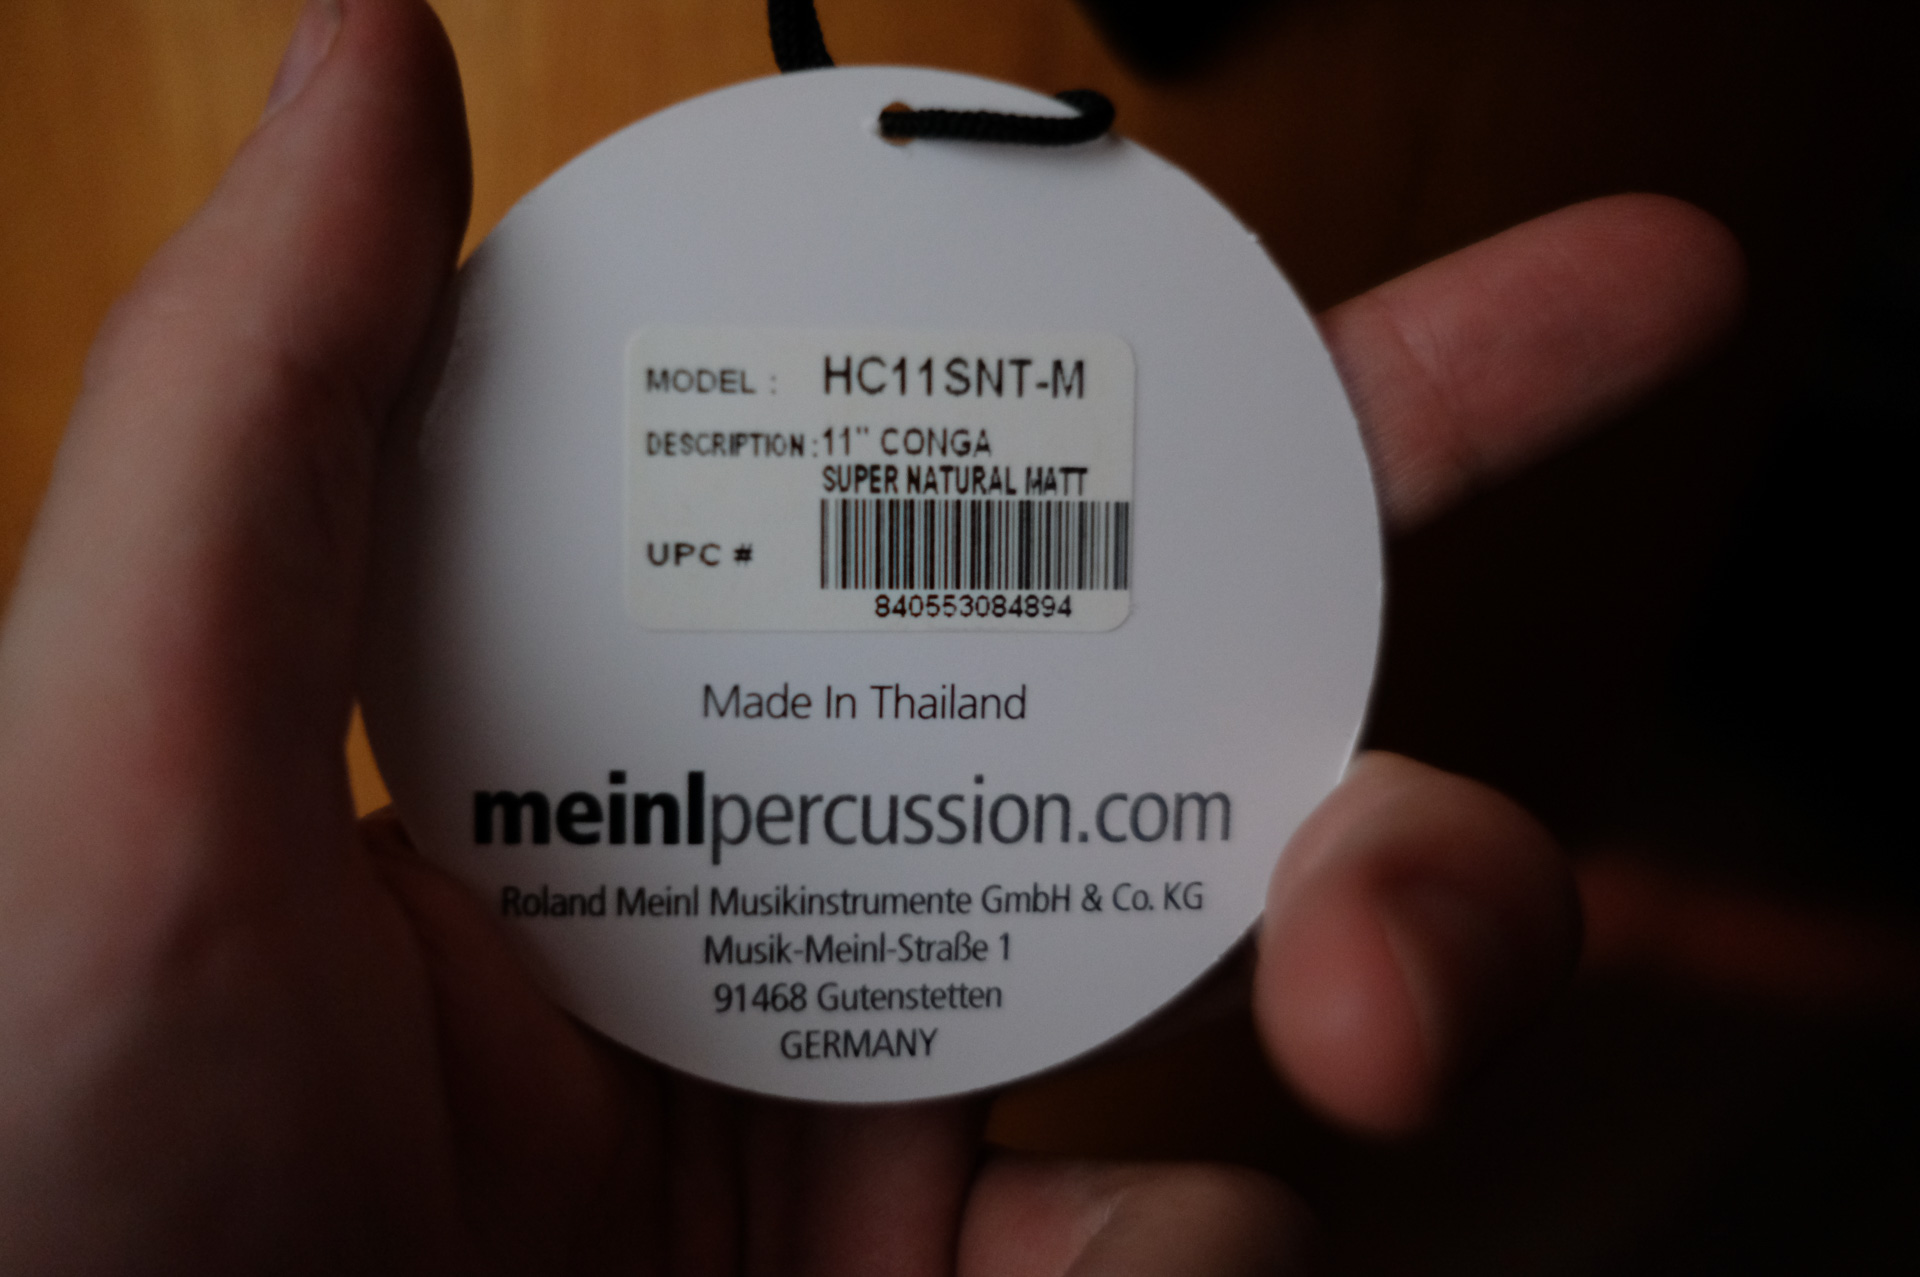 MODEL : HC11SNT-M
DESCRIPTION : 11" CONGA
SUPER NATURAL MATT
UPC #
840553084894
Made In Thailand
meinlpercussion.com
Roland Meinl Musikinstrumente GmbH & Co. KG
Musik-Meinl-Straße 1
91468 Gutenstetten
GERMANY